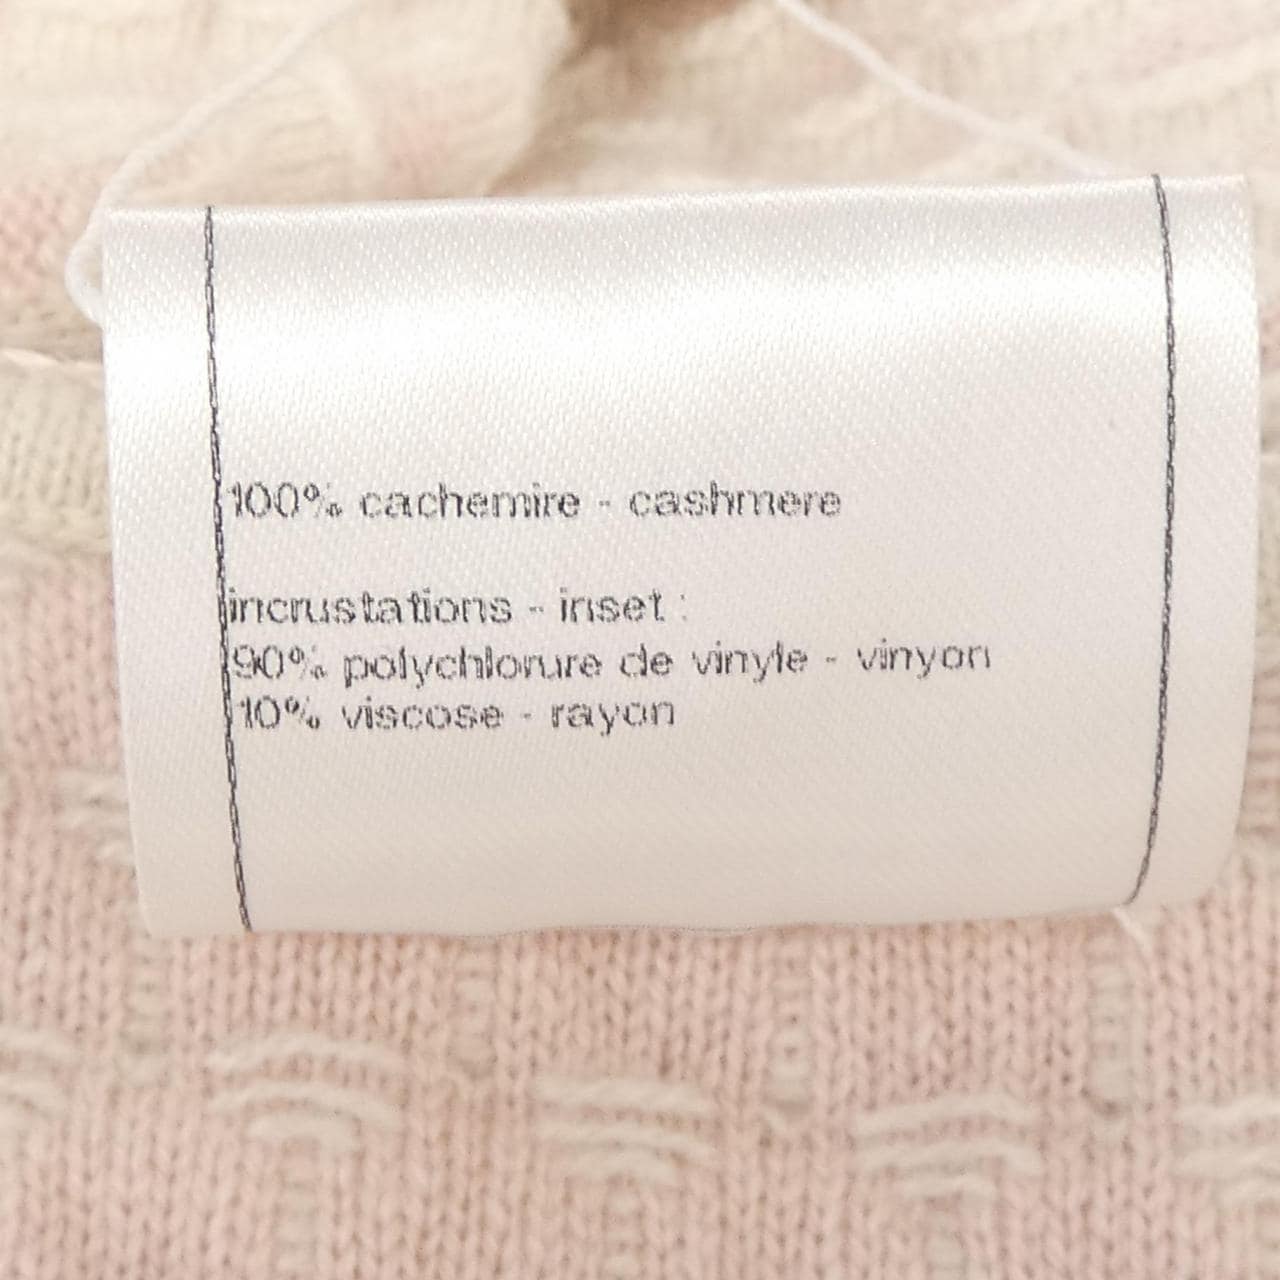 100% cachemire - cashmere
incrustations - inset :
90% polychlorure de vinyle - vinyon
10% viscose - rayon